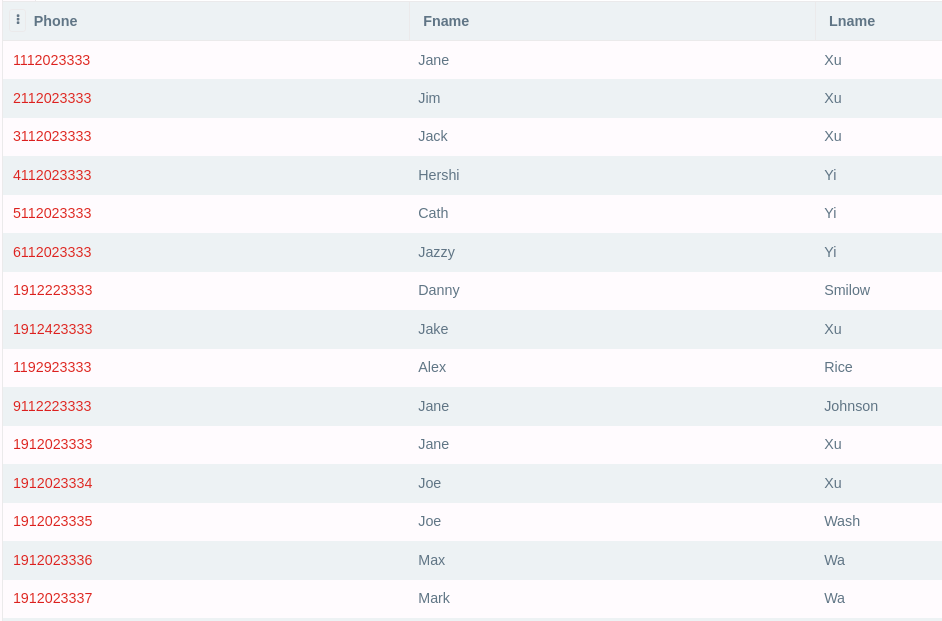 Phone Fname Lname
1112023333 Jane Xu
2112023333 Jim Xu
3112023333 Jack Xu
4112023333 Hershi Yi
5112023333 Cath Yi
6112023333 Jazzy Yi
1912223333 Danny Smilow
1912423333 Jake Xu
1192923333 Alex Rice
9112223333 Jane Johnson
1912023333 Jane Xu
1912023334 Joe Xu
1912023335 Joe Wash
1912023336 Max Wa
1912023337 Mark Wa